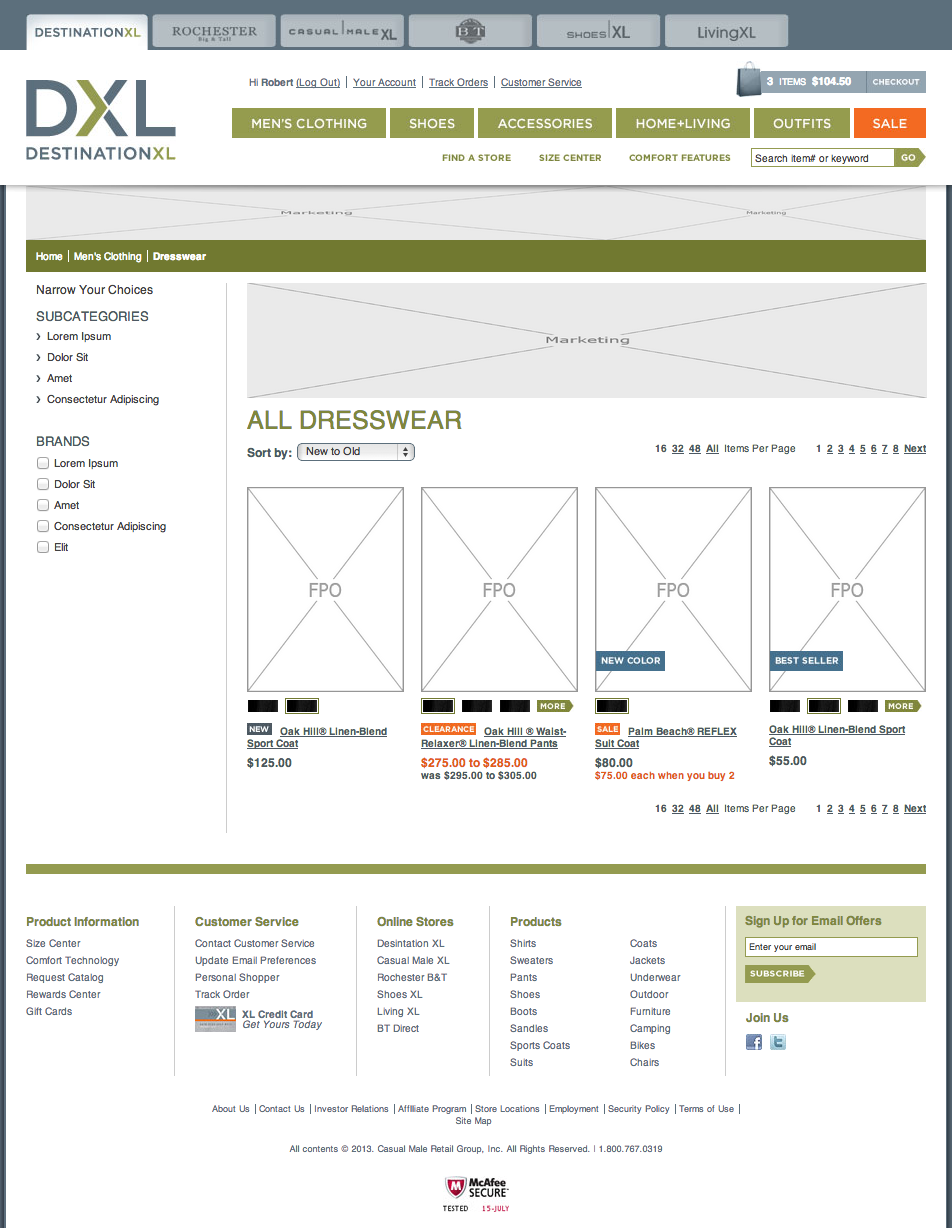 DESTINATIONXL
ROCHESTER
Big & Tall
CASUAL MALE XL
BT
SHOES XL
LivingXL
DXL
DESTINATIONXL
Hi Robert (Log Out) | Your Account | Track Orders | Customer Service
3 ITEMS $104.50 CHECKOUT
MEN'S CLOTHING SHOES ACCESSORIES HOME+LIVING OUTFITS SALE
FIND A STORE SIZE CENTER COMFORT FEATURES Search item# or keyword GO
Marketing Marketing
Home | Men's Clothing | Dresswear
Narrow Your Choices
SUBCATEGORIES
› Lorem Ipsum
› Dolor Sit
› Amet
› Consectetur Adipiscing
BRANDS
Lorem Ipsum
Dolor Sit
Amet
Consectetur Adipiscing
Elit
Marketing
ALL DRESSWEAR
Sort by: New to Old
16 32 48 All Items Per Page 1 2 3 4 5 6 7 8 Next
FPO
NEW Oak Hill® Linen-Blend
Sport Coat
$125.00
FPO
MORE
CLEARANCE Oak Hill ® Waist-
Relaxer® Linen-Blend Pants
$275.00 to $285.00
was $295.00 to $305.00
FPO
NEW COLOR
SALE Palm Beach® REFLEX
Suit Coat
$80.00
$75.00 each when you buy 2
FPO
BEST SELLER
MORE
Oak Hill® Linen-Blend Sport
Coat
$55.00
16 32 48 All Items Per Page 1 2 3 4 5 6 7 8 Next
Product Information
Size Center
Comfort Technology
Request Catalog
Rewards Center
Gift Cards
Customer Service
Contact Customer Service
Update Email Preferences
Personal Shopper
Track Order
XL
XL Credit Card
Get Yours Today
Online Stores
Desintation XL
Casual Male XL
Rochester B&T
Shoes XL
Living XL
BT Direct
Products
Shirts
Sweaters
Pants
Shoes
Boots
Sandles
Sports Coats
Suits
Coats
Jackets
Underwear
Outdoor
Furniture
Camping
Bikes
Chairs
Sign Up for Email Offers
Enter your email
SUBSCRIBE
Join Us
f t
About Us | Contact Us | Investor Relations | Affiliate Program | Store Locations | Employment | Security Policy | Terms of Use |
Site Map
All contents © 2013. Casual Male Retail Group, Inc. All Rights Reserved. | 1.800.767.0319
McAfee
SECURE™
TESTED 15-JULY